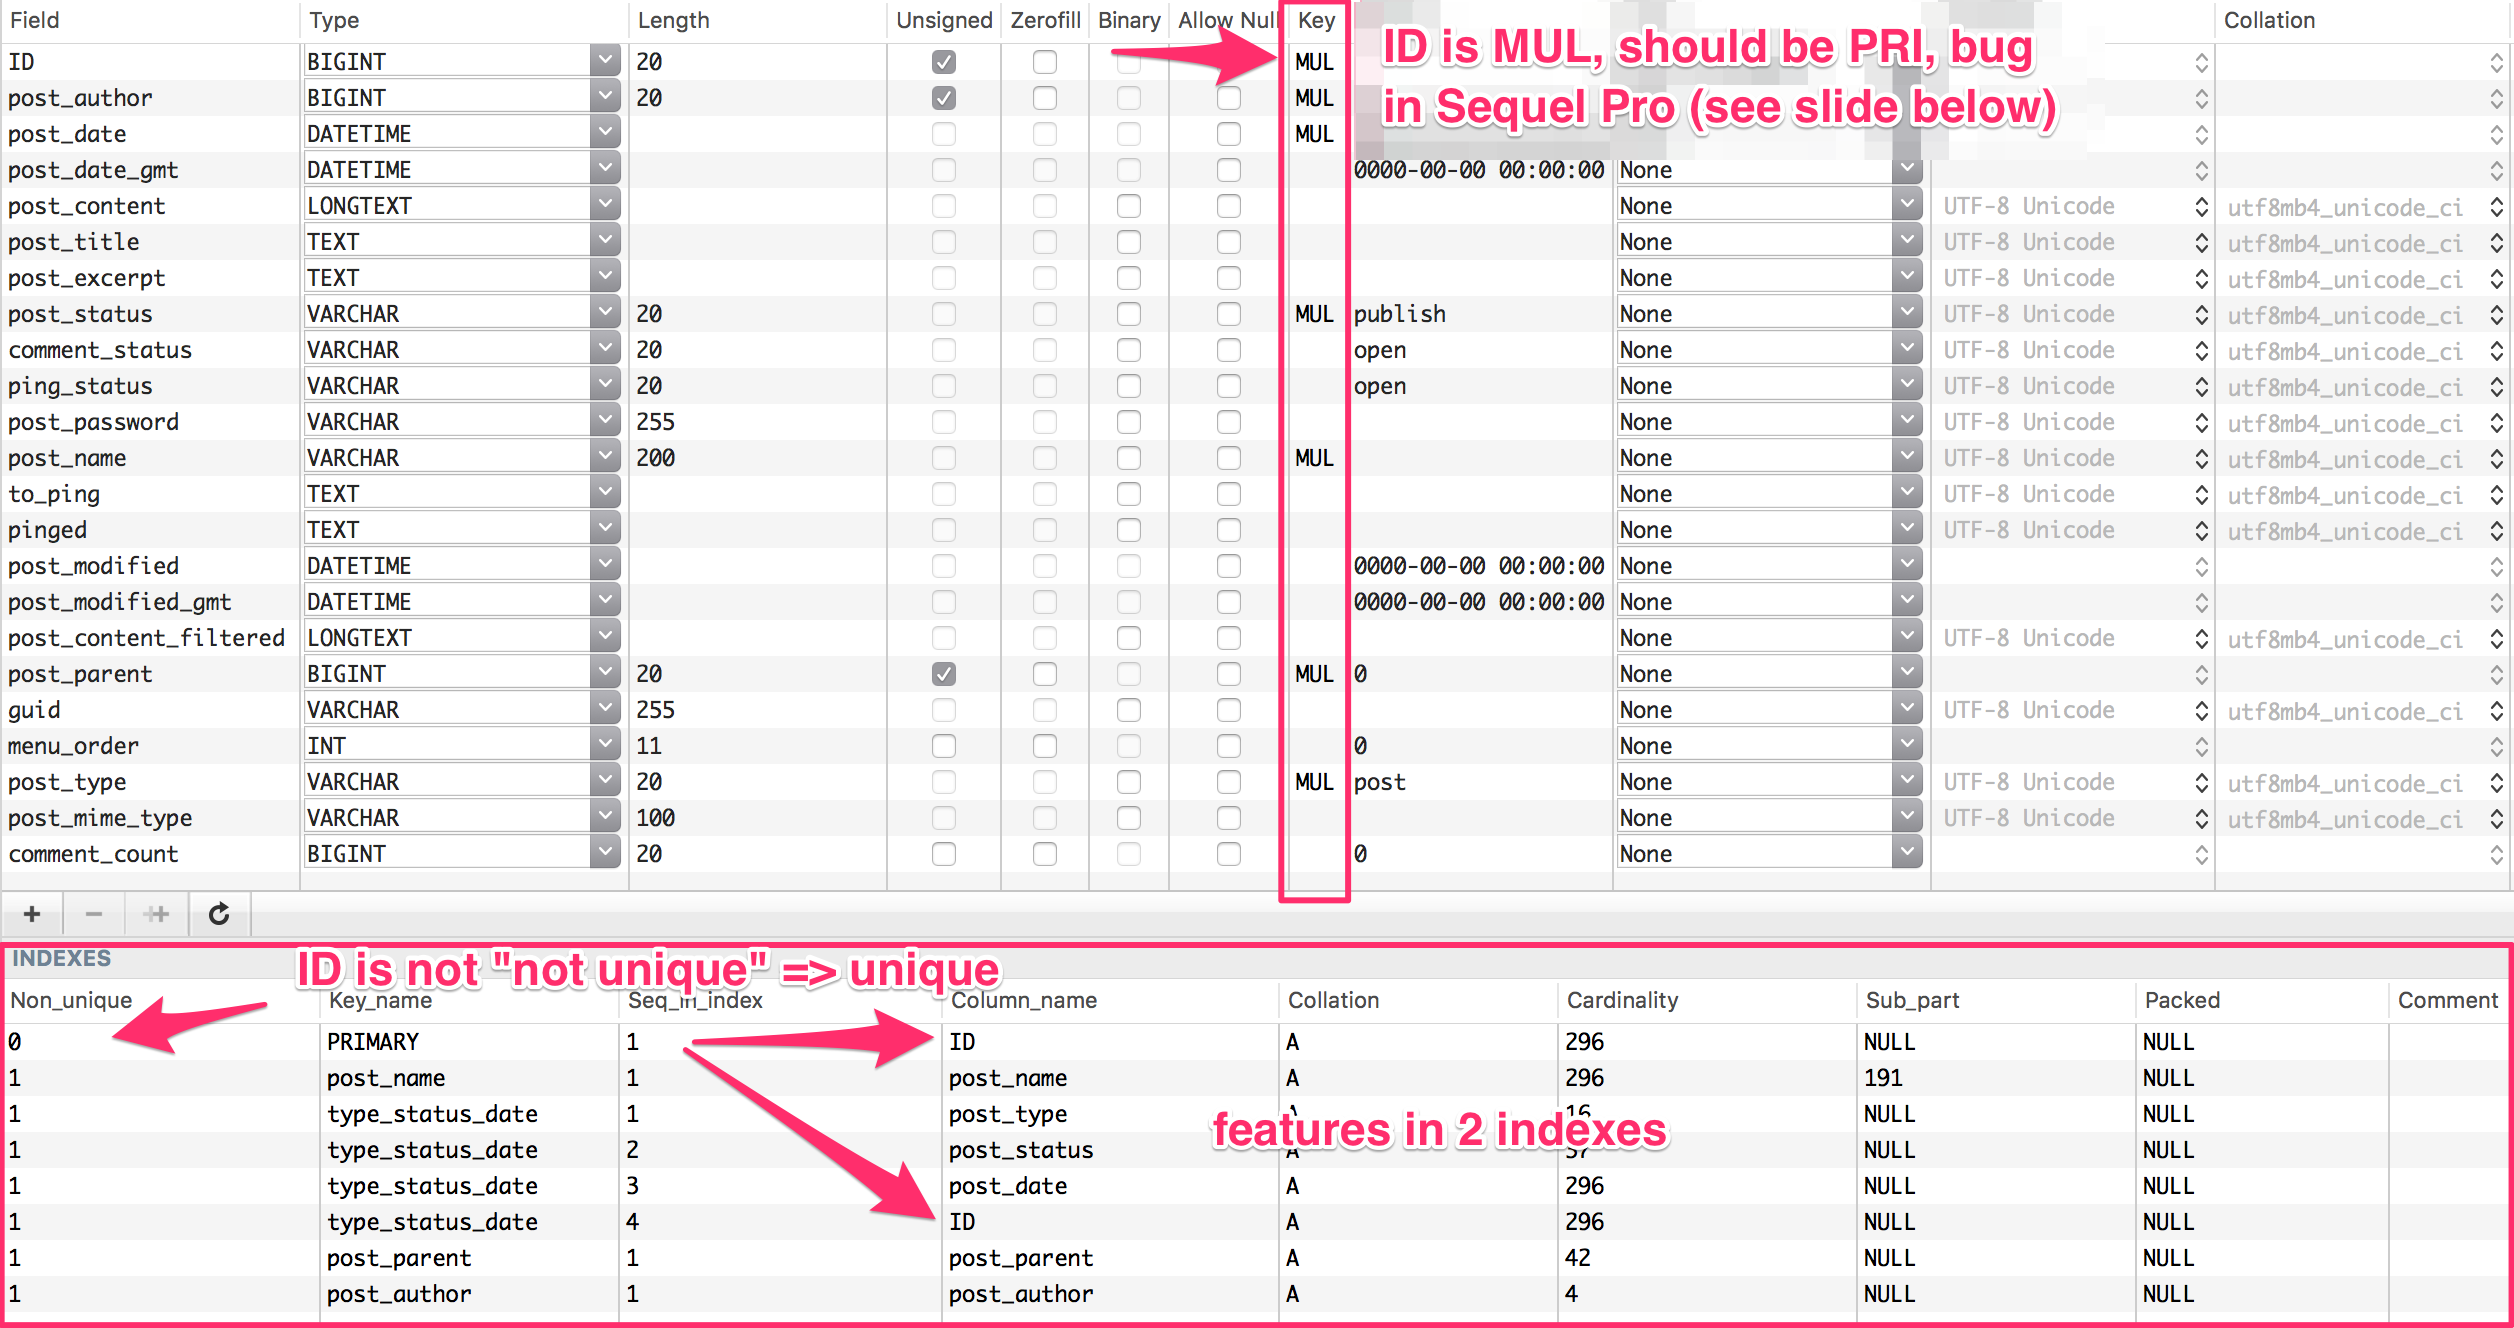 Field Type Length Unsigned Zerofill Binary Allow Null Key Collation
ID is MUL, should be PRI, bug
in Sequel Pro (see slide below)
ID BIGINT 20 MUL
post_author BIGINT 20 MUL
post_date DATETIME MUL
post_date_gmt DATETIME 0000-00-00 00:00:00 None
post_content LONGTEXT None UTF-8 Unicode utf8mb4_unicode_ci
post_title TEXT None UTF-8 Unicode utf8mb4_unicode_ci
post_excerpt TEXT None UTF-8 Unicode utf8mb4_unicode_ci
post_status VARCHAR 20 MUL publish None UTF-8 Unicode utf8mb4_unicode_ci
comment_status VARCHAR 20 open None UTF-8 Unicode utf8mb4_unicode_ci
ping_status VARCHAR 20 open None UTF-8 Unicode utf8mb4_unicode_ci
post_password VARCHAR 255 None UTF-8 Unicode utf8mb4_unicode_ci
post_name VARCHAR 200 MUL None UTF-8 Unicode utf8mb4_unicode_ci
to_ping TEXT None UTF-8 Unicode utf8mb4_unicode_ci
pinged TEXT None UTF-8 Unicode utf8mb4_unicode_ci
post_modified DATETIME 0000-00-00 00:00:00 None
post_modified_gmt DATETIME 0000-00-00 00:00:00 None
post_content_filtered LONGTEXT None UTF-8 Unicode utf8mb4_unicode_ci
post_parent BIGINT 20 MUL 0 None
guid VARCHAR 255 None UTF-8 Unicode utf8mb4_unicode_ci
menu_order INT 11 0 None
post_type VARCHAR 20 MUL post None UTF-8 Unicode utf8mb4_unicode_ci
post_mime_type VARCHAR 100 None UTF-8 Unicode utf8mb4_unicode_ci
comment_count BIGINT 20 0 None
INDEXES
ID is not "not unique" => unique
Non_unique Key_name Seq_in_index Column_name Collation Cardinality Sub_part Packed Comment
0 PRIMARY 1 ID A 296 NULL NULL
1 post_name 1 post_name A 296 191 NULL
1 type_status_date 1 post_type A 16 NULL NULL
features in 2 indexes
1 type_status_date 2 post_status A NULL NULL
1 type_status_date 3 post_date A 296 NULL NULL
1 type_status_date 4 ID A 296 NULL NULL
1 post_parent 1 post_parent A 42 NULL NULL
1 post_author 1 post_author A 4 NULL NULL